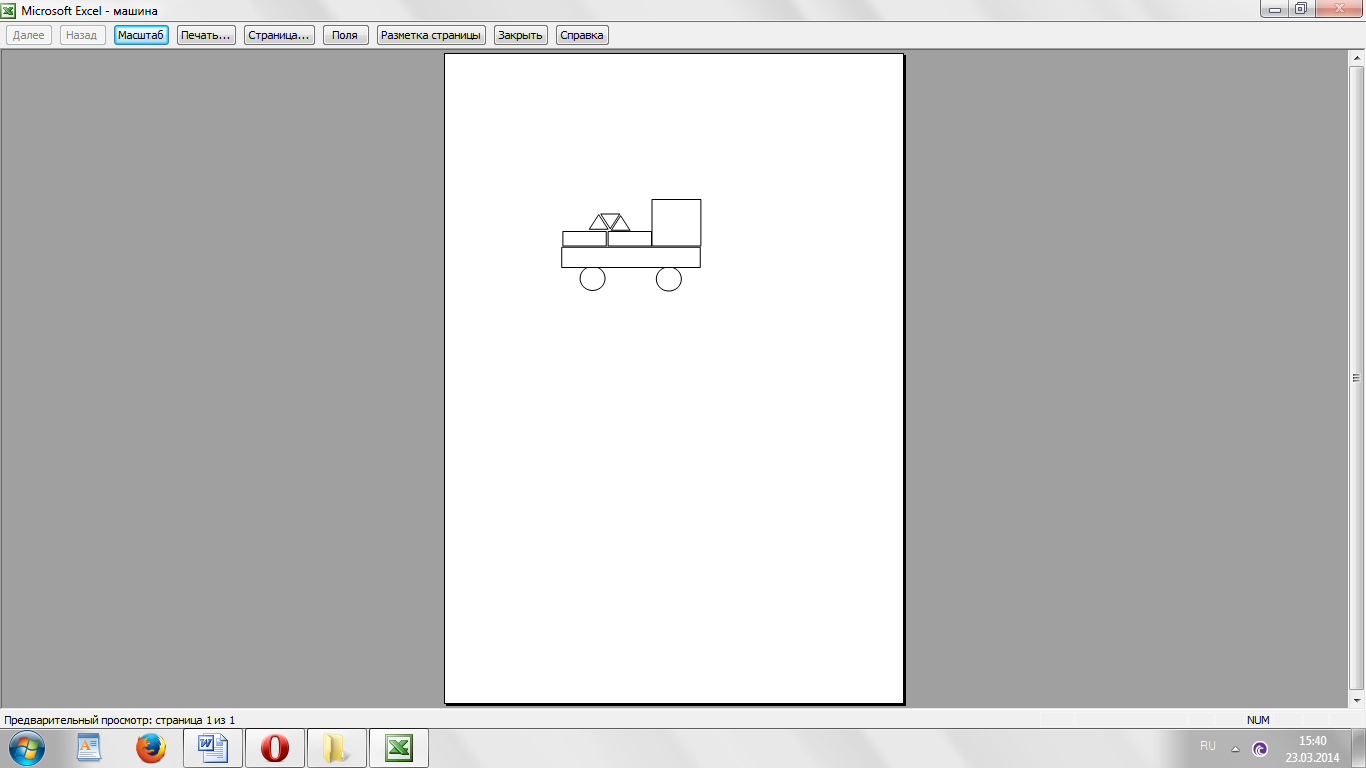 Microsoft Excel - машина
Далее Назад Масштаб Печать... Страница... Поля Разметка страницы Закрыть Справка
Предварительный просмотр: страница 1 из 1 NUM
RU 15:40
23.03.2014